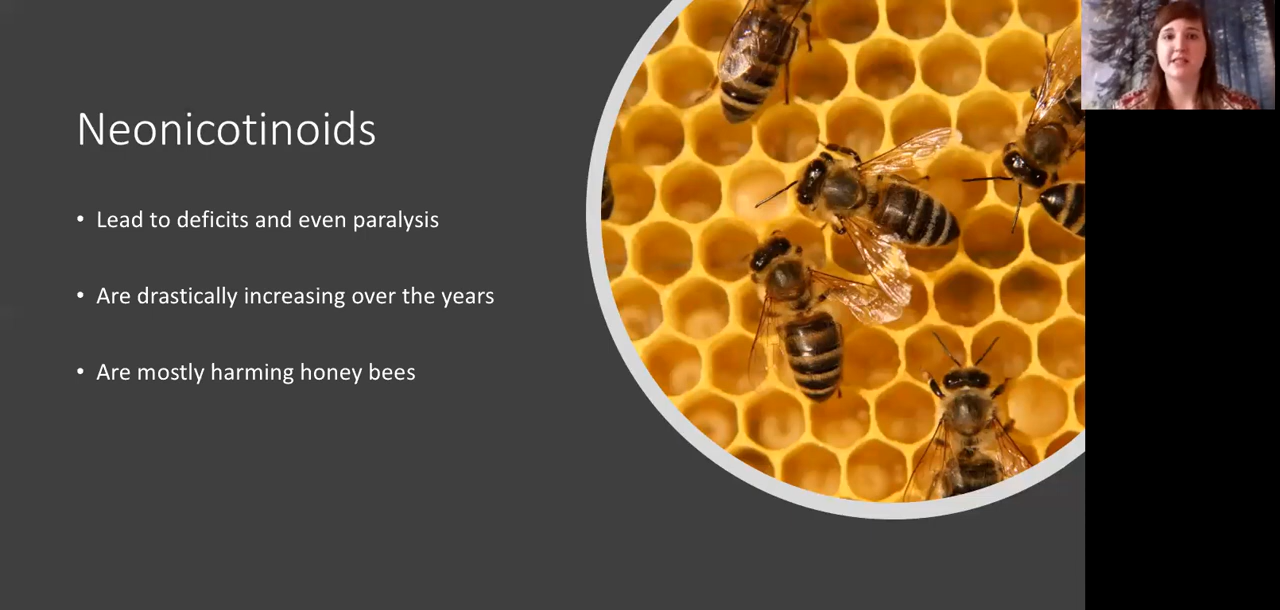 Neonicotinoids
• Lead to deficits and even paralysis
• Are drastically increasing over the years
• Are mostly harming honey bees